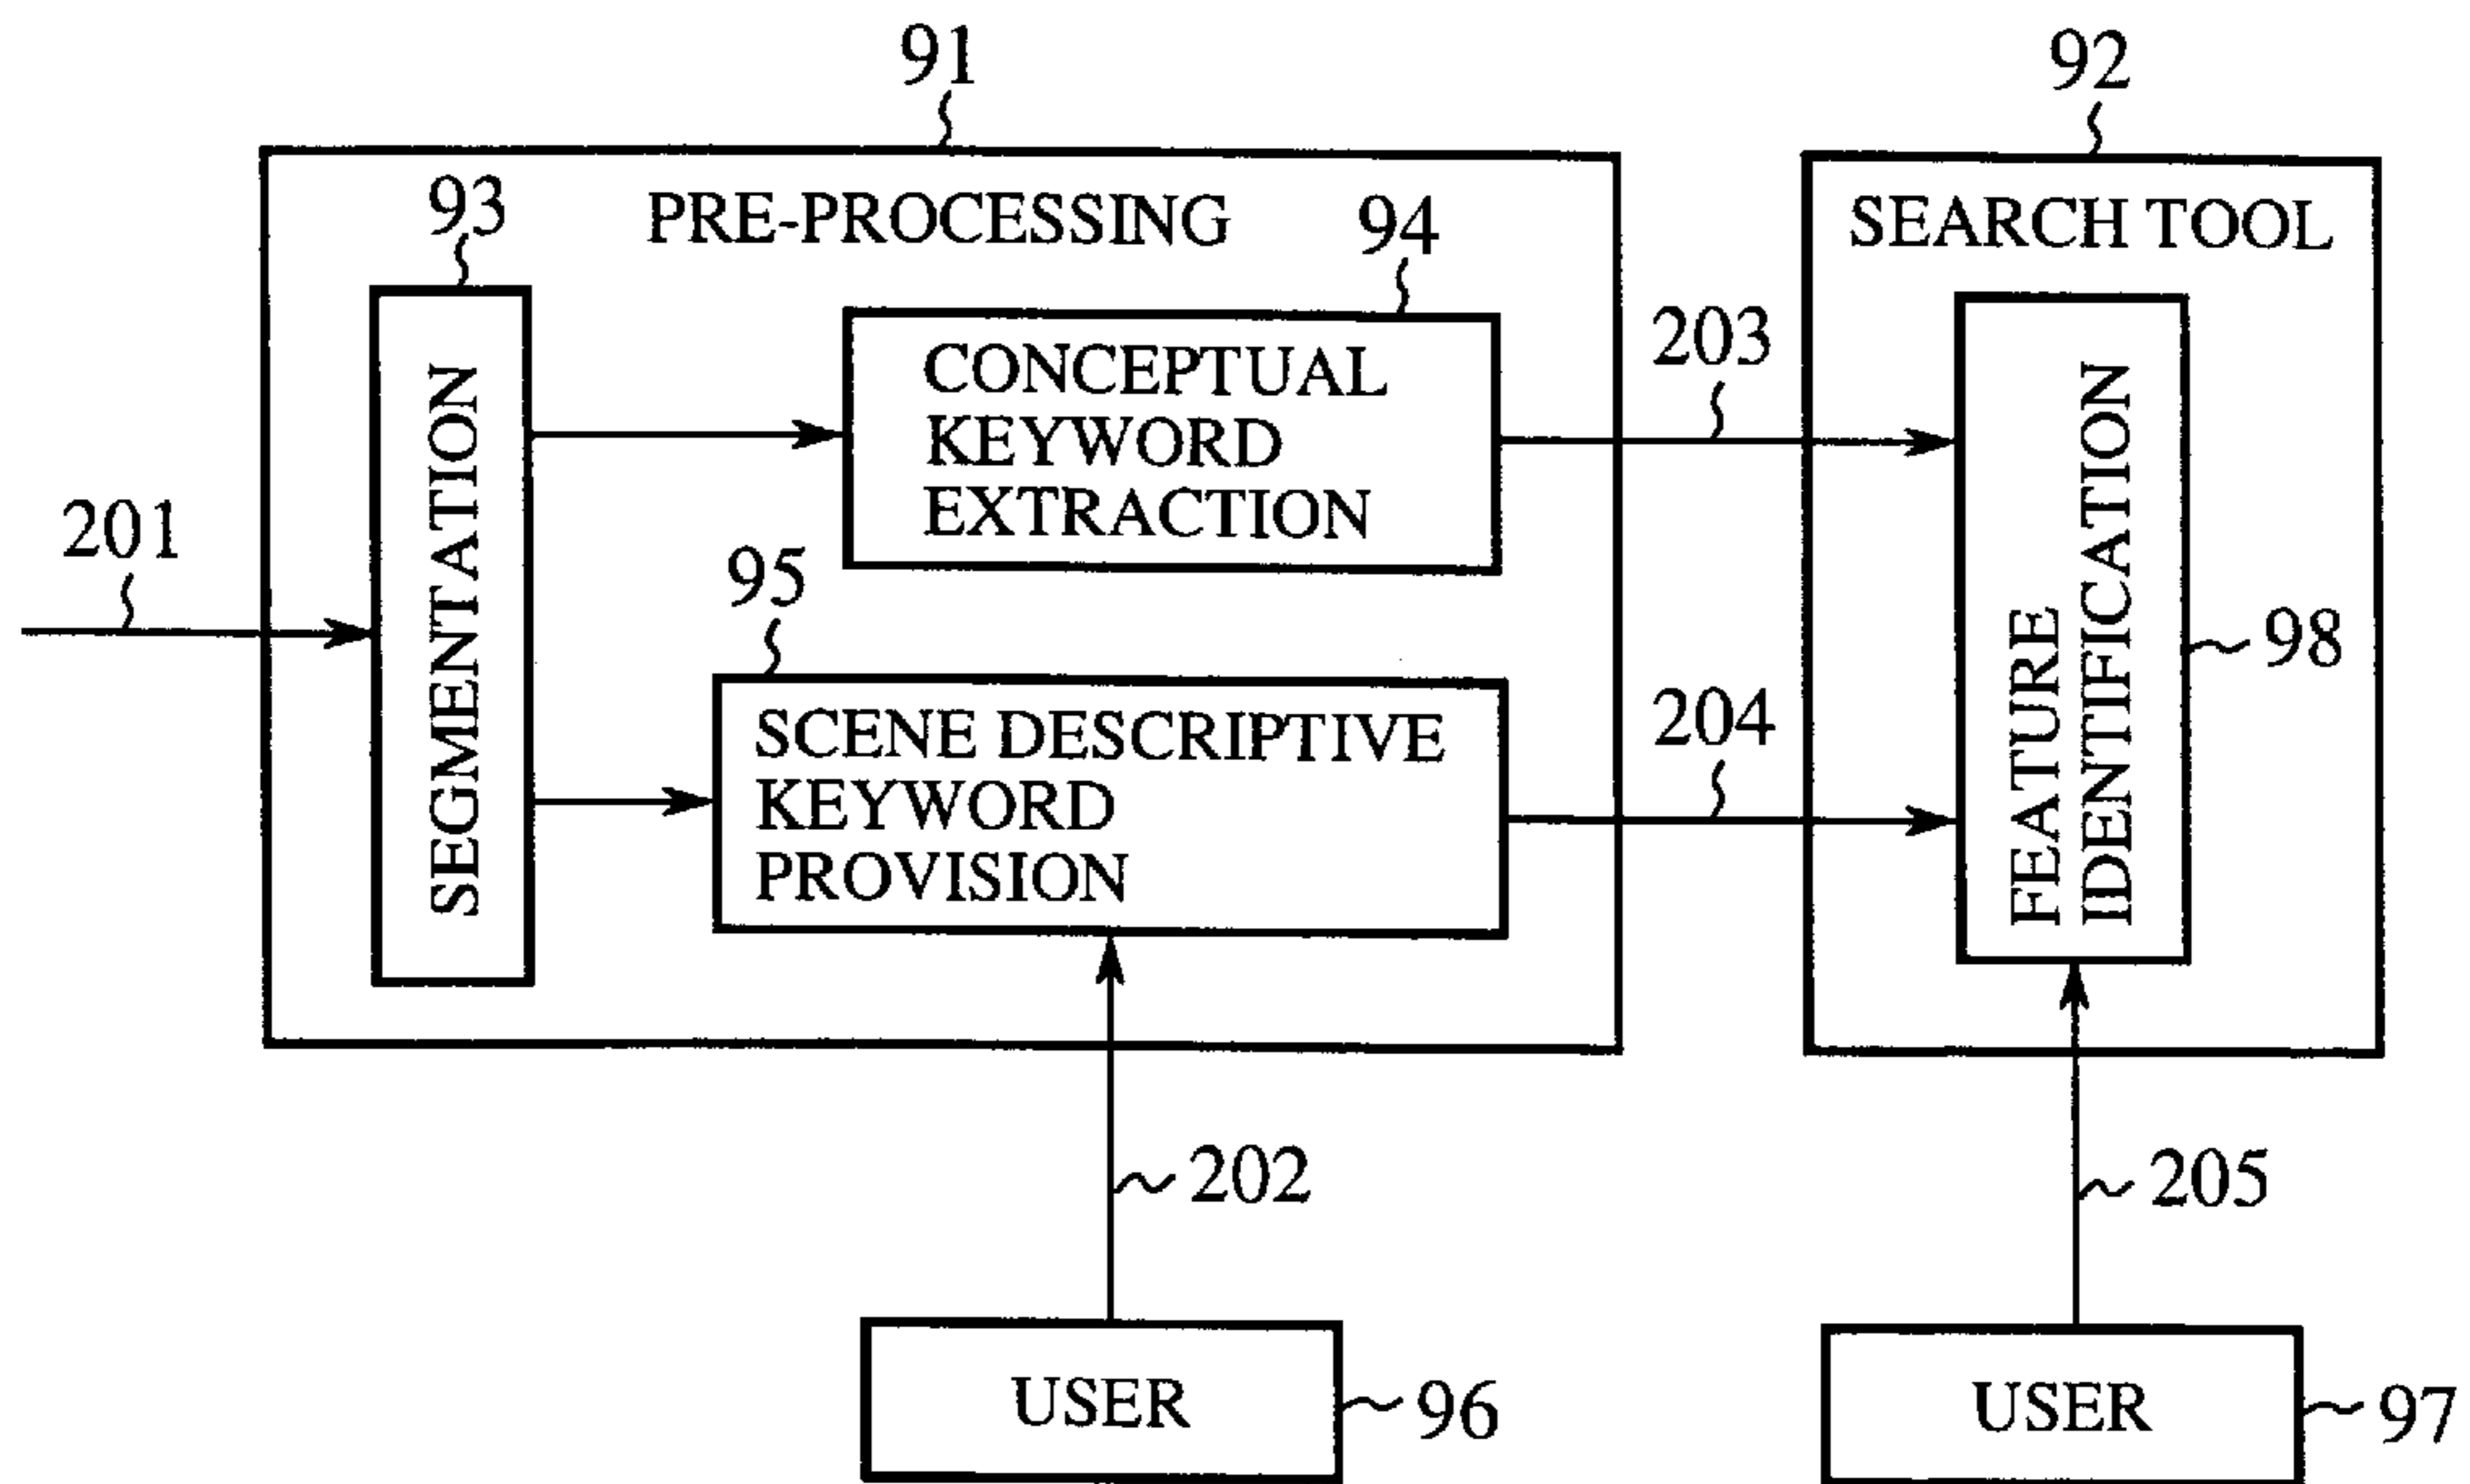 91
92
PRE-PROCESSING
SEARCH TOOL
93
94
CONCEPTUAL
KEYWORD
EXTRACTION
203
SEGMENTATION
201
95
SCENE DESCRIPTIVE
KEYWORD
PROVISION
204
FEATURE
IDENTIFICATION
98
202
205
USER
96
USER
97